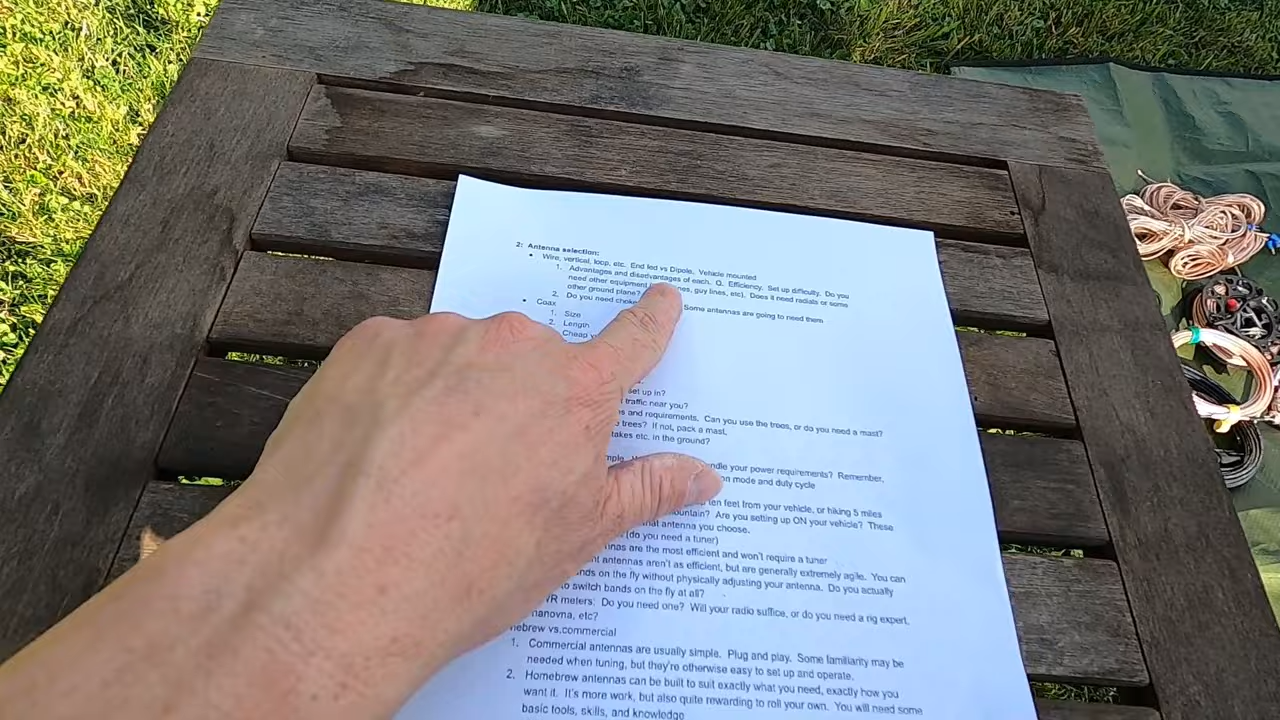 2: Antenna selection:
• Wire, vertical, loop, etc. End fed vs Dipole. Vehicle mounted
1. Advantages and disadvantages of each. Q. Efficiency. Set up difficulty. Do you
need other equipment nes, guy lines, etc). Does it need radials or some
other ground plane?
2. Do you need Some antennas are going to need them
• Coax
1. Size
2. Length
Cheap
set up in?
traffic near you?
s and requirements. Can you use the trees, or do you need a mast?
trees? If not, pack a mast.
takes etc. in the ground?
ndle your power requirements? Remember,
on mode and duty cycle
ten feet from your vehicle, or hiking 5 miles
ountain? Are you setting up ON your vehicle? These
hat antenna you choose.
(do you need a tuner)
nnas are the most efficient and won't require a tuner
nt antennas aren't as efficient, but are generally extremely agile. You can
nds on the fly without physically adjusting your antenna. Do you actually
to switch bands on the fly at all?
VR meters: Do you need one? Will your radio suffice, or do you need a rig expert,
nanovna, etc?
ebrew vs.commercial
1. Commercial antennas are usually simple. Plug and play. Some familiarity may be
needed when tuning, but they're otherwise easy to set up and operate.
2. Homebrew antennas can be built to suit exactly what you need, exactly how you
want it. It's more work, but also quite rewarding to roll your own. You will need some
basic tools, skills, and knowledge